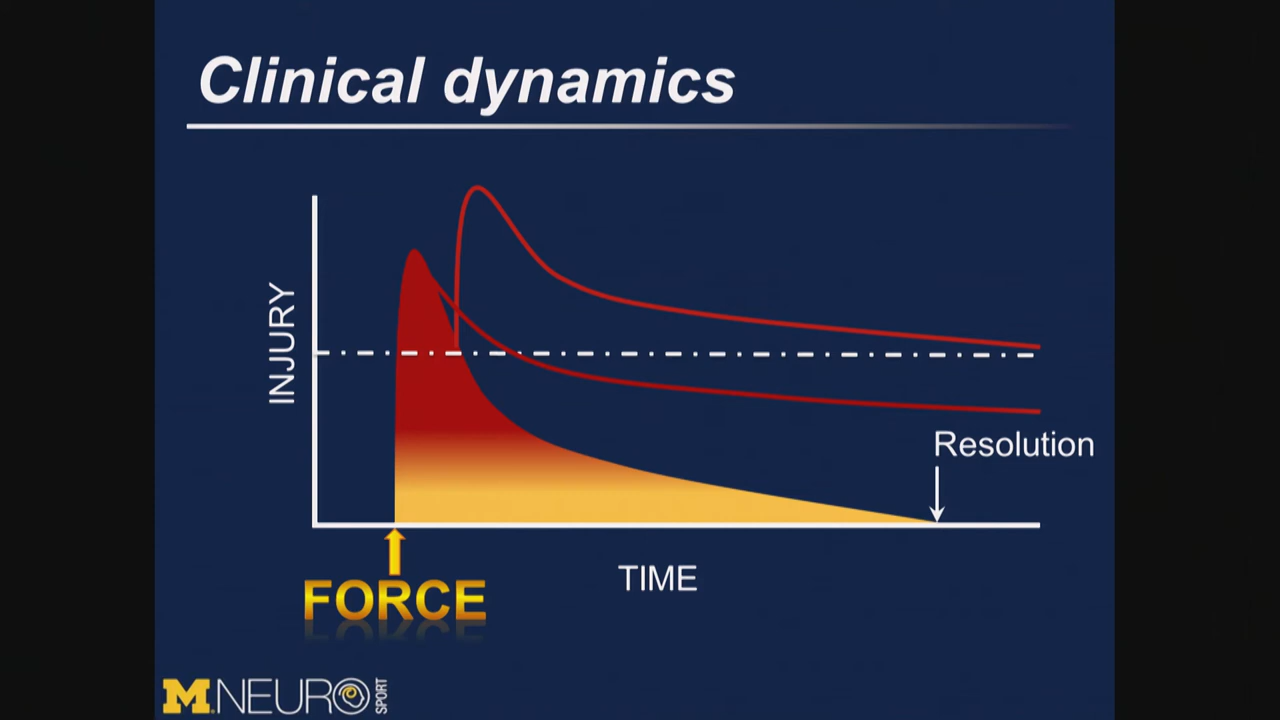 Clinical dynamics
INJURY
Resolution
TIME
FORCE
M NEURO SPORT